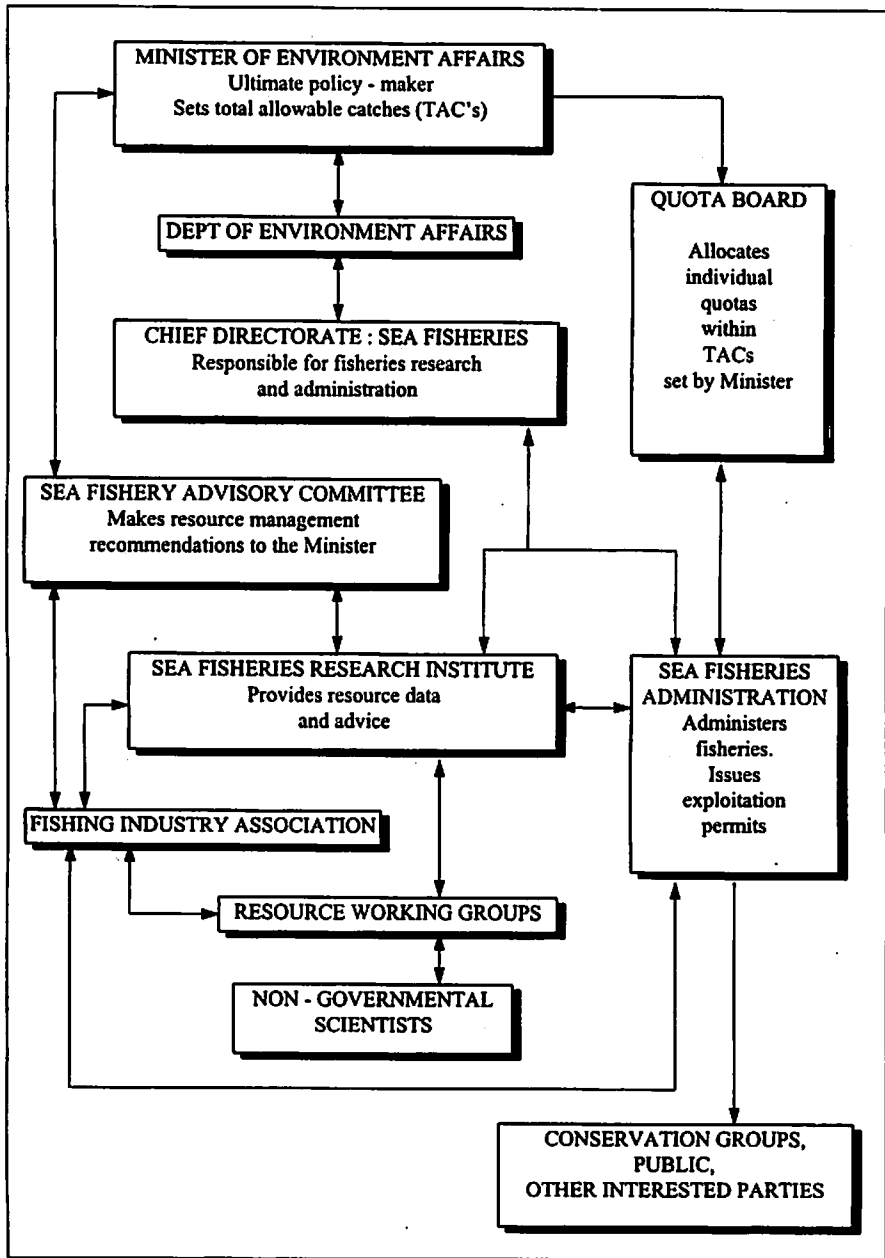 MINISTER OF ENVIRONMENT AFFAIRS
Ultimate policy - maker
Sets total allowable catches (TAC's)
QUOTA BOARD
Allocates
individual
quotas
within
TACs
set by Minister
DEPT OF ENVIRONMENT AFFAIRS
CHIEF DIRECTORATE : SEA FISHERIES
Responsible for fisheries research
and administration
SEA FISHERY ADVISORY COMMITTEE
Makes resource management
recommendations to the Minister
SEA FISHERIES RESEARCH INSTITUTE
Provides resource data
and advice
SEA FISHERIES
ADMINISTRATION
Administers
fisheries.
Issues
exploitation
permits
FISHING INDUSTRY ASSOCIATION
RESOURCE WORKING GROUPS
NON - GOVERNMENTAL
SCIENTISTS
CONSERVATION GROUPS,
PUBLIC,
OTHER INTERESTED PARTIES